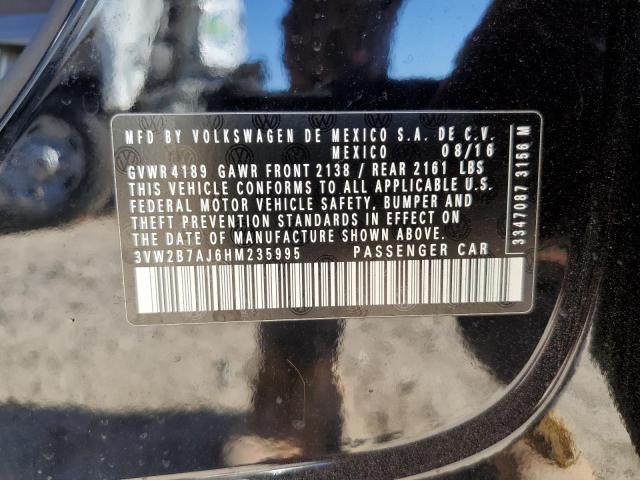 MFD BY VOLKSWAGEN DE MEXICO S.A. DE C.V.
MEXICO 08/16
GVWR 4189 GAWR FRONT 2138 / REAR 2161 LBS
THIS VEHICLE CONFORMS TO ALL APPLICABLE U.S.
FEDERAL MOTOR VEHICLE SAFETY, BUMPER AND
THEFT PREVENTION STANDARDS IN EFFECT ON
THE DATE OF MANUFACTURE SHOWN ABOVE.
3VW2B7AJ6HM235995 PASSENGER CAR
3347087 3156 M